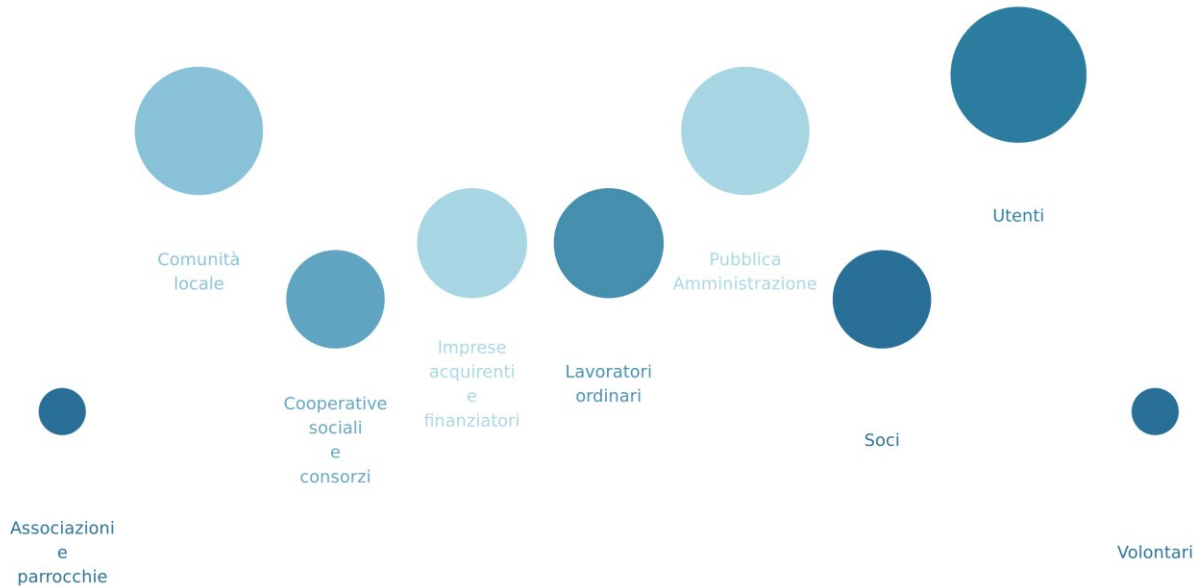 Comunità
locale
Utenti
Pubblica
Amministrazione
Imprese
acquirenti
e
finanziatori
Lavoratori
ordinari
Cooperative
sociali
e
consorzi
Soci
Associazioni
e
parrocchie
Volontari